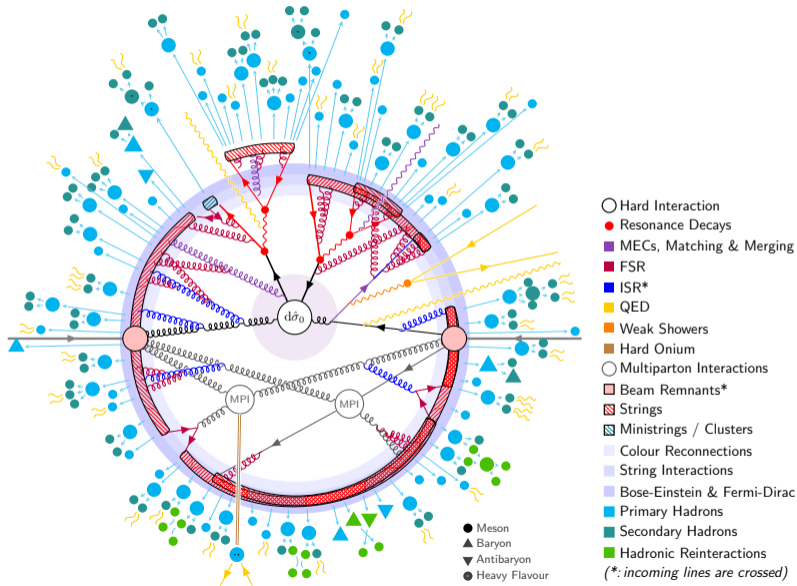 dσ̂₀
MPI
MPI
Hard Interaction
Resonance Decays
MECs, Matching & Merging
FSR
ISR*
QED
Weak Showers
Hard Onium
Multiparton Interactions
Beam Remnants*
Strings
Ministrings / Clusters
Colour Reconnections
String Interactions
Bose-Einstein & Fermi-Dirac
Primary Hadrons
Secondary Hadrons
Hadronic Reinteractions
(*: incoming lines are crossed)
Meson
Baryon
Antibaryon
Heavy Flavour